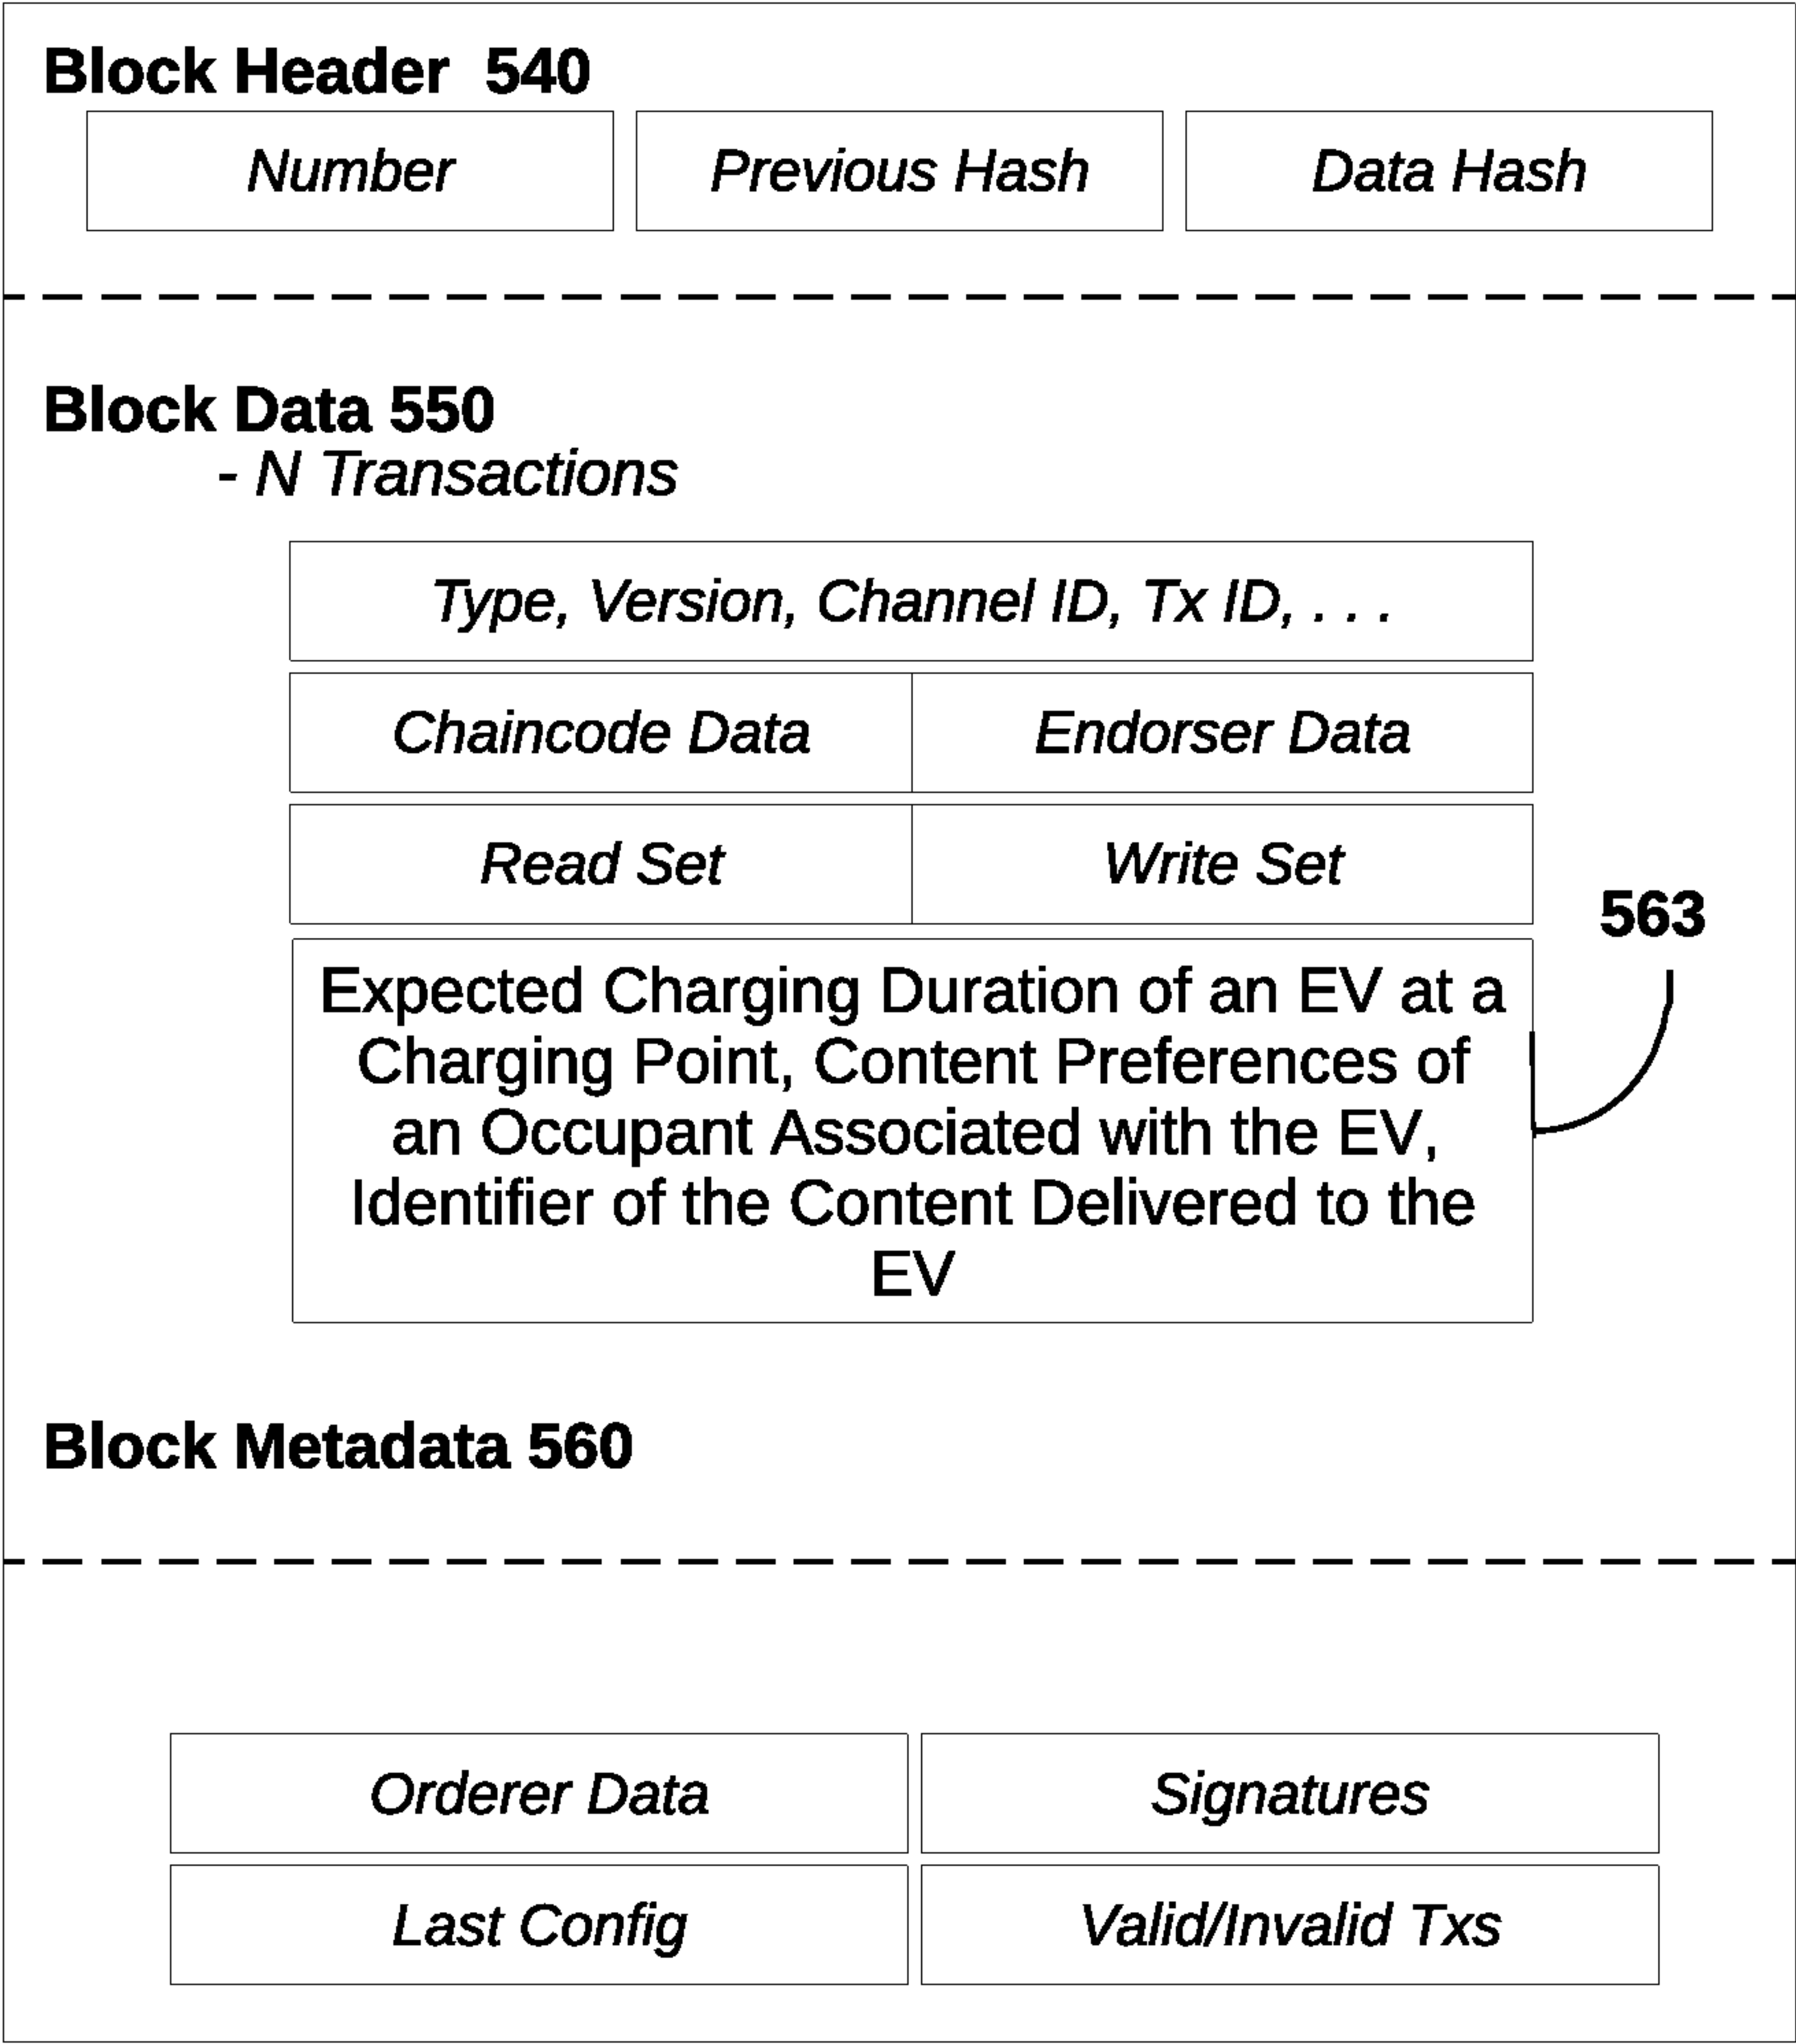 Block Header 540
Number
Previous Hash
Data Hash
Block Data 550
- N Transactions
Type, Version, Channel ID, Tx ID, . . .
Chaincode Data
Endorser Data
Read Set
Write Set
563
Expected Charging Duration of an EV at a
Charging Point, Content Preferences of
an Occupant Associated with the EV,
Identifier of the Content Delivered to the
EV
Block Metadata 560
Orderer Data
Signatures
Last Config
Valid/Invalid Txs